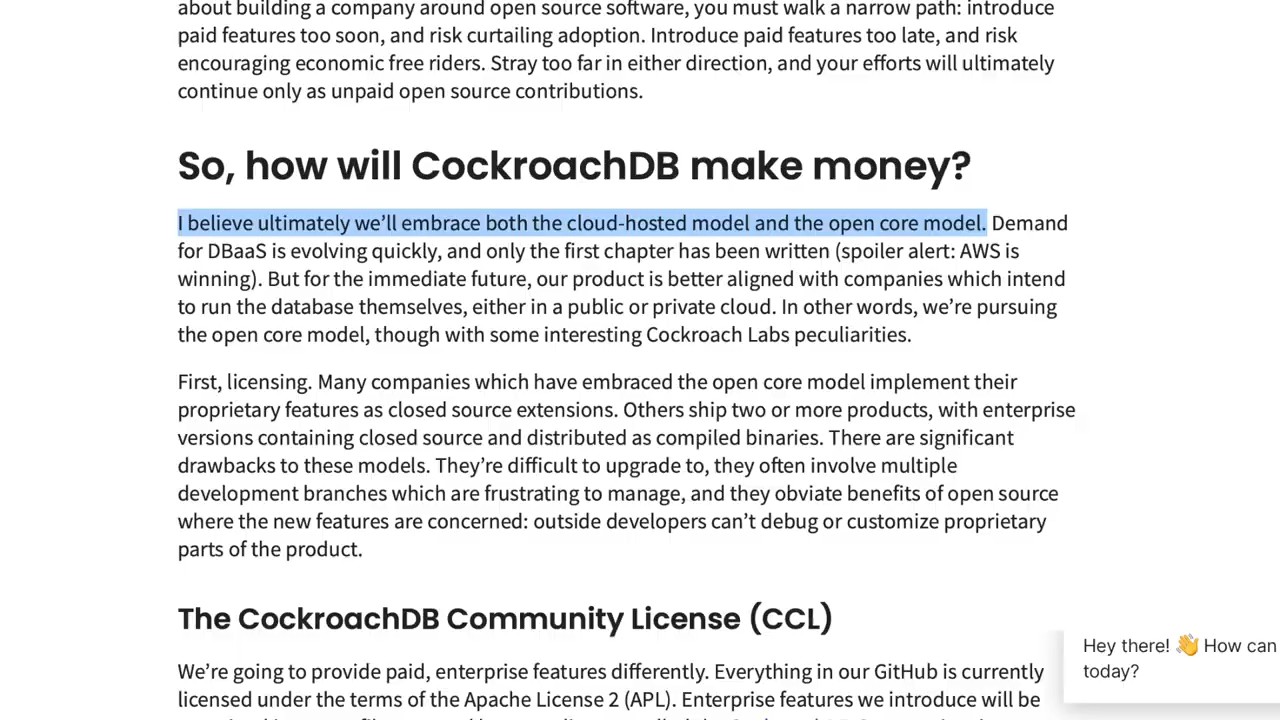 about building a company around open source software, you must walk a narrow path: introduce
paid features too soon, and risk curtailing adoption. Introduce paid features too late, and risk
encouraging economic free riders. Stray too far in either direction, and your efforts will ultimately
continue only as unpaid open source contributions.
So, how will CockroachDB make money?
I believe ultimately we’ll embrace both the cloud-hosted model and the open core model. Demand
for DBaaS is evolving quickly, and only the first chapter has been written (spoiler alert: AWS is
winning). But for the immediate future, our product is better aligned with companies which intend
to run the database themselves, either in a public or private cloud. In other words, we’re pursuing
the open core model, though with some interesting Cockroach Labs peculiarities.
First, licensing. Many companies which have embraced the open core model implement their
proprietary features as closed source extensions. Others ship two or more products, with enterprise
versions containing closed source and distributed as compiled binaries. There are significant
drawbacks to these models. They’re difficult to upgrade to, they often involve multiple
development branches which are frustrating to manage, and they obviate benefits of open source
where the new features are concerned: outside developers can’t debug or customize proprietary
parts of the product.
The CockroachDB Community License (CCL)
We’re going to provide paid, enterprise features differently. Everything in our GitHub is currently
licensed under the terms of the Apache License 2 (APL). Enterprise features we introduce will be
Hey there! 👋 How can
today?